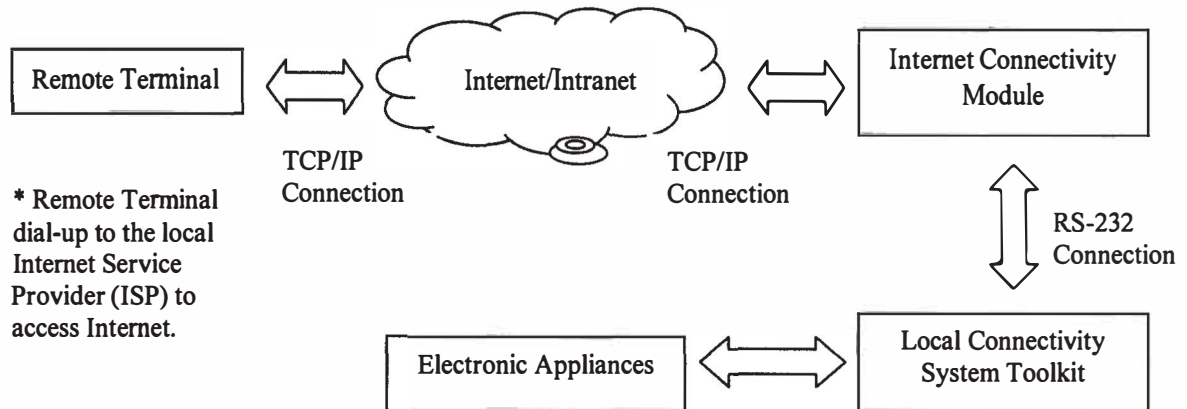 Remote Terminal
Internet/Intranet
Internet Connectivity
Module
TCP/IP
Connection
TCP/IP
Connection
* Remote Terminal
dial-up to the local
Internet Service
Provider (ISP) to
access Internet.
RS-232
Connection
Electronic Appliances
Local Connectivity
System Toolkit